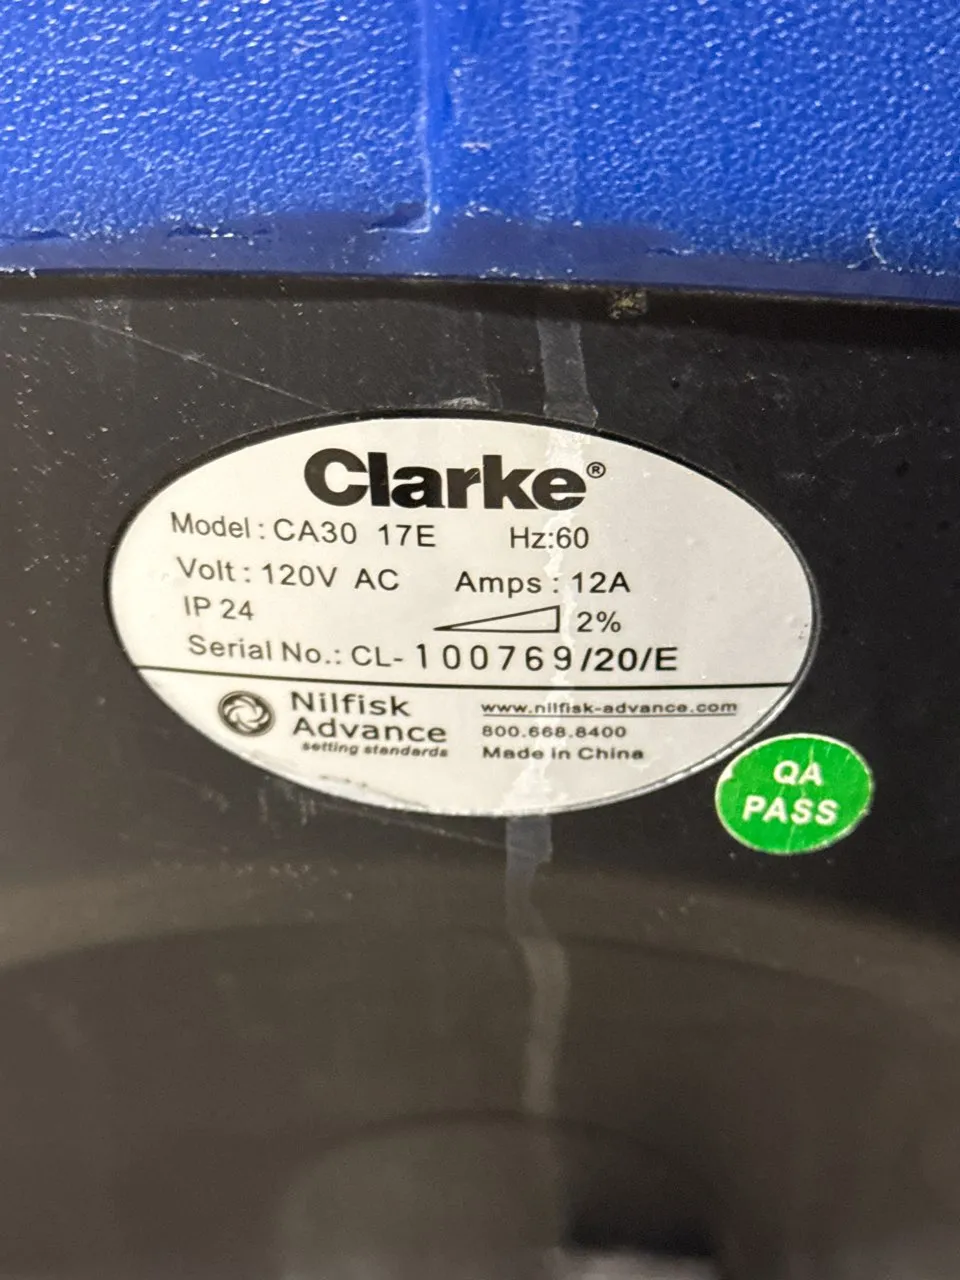 Clarke®
Model: CA30 17E Hz:60
Volt: 120V AC Amps: 12A
IP 24 2%
Serial No.: CL-100769/20/E
Nilfisk www.nilfisk-advance.com
Advance 800.668.8400
setting standards Made in China
QA
PASS